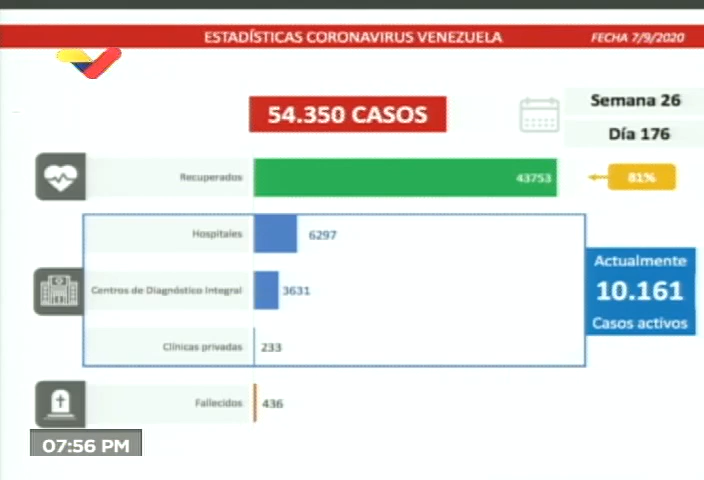 ESTADÍSTICAS CORONAVIRUS VENEZUELA
FECHA 7/9/2020
54.350 CASOS
Semana 26
Día 176
Recuperados
43753
81%
Hospitales
6297
Centros de Diagnóstico Integral
3631
Clínicas privadas
233
Actualmente
10.161
Casos activos
Fallecidos
436
07:56 PM